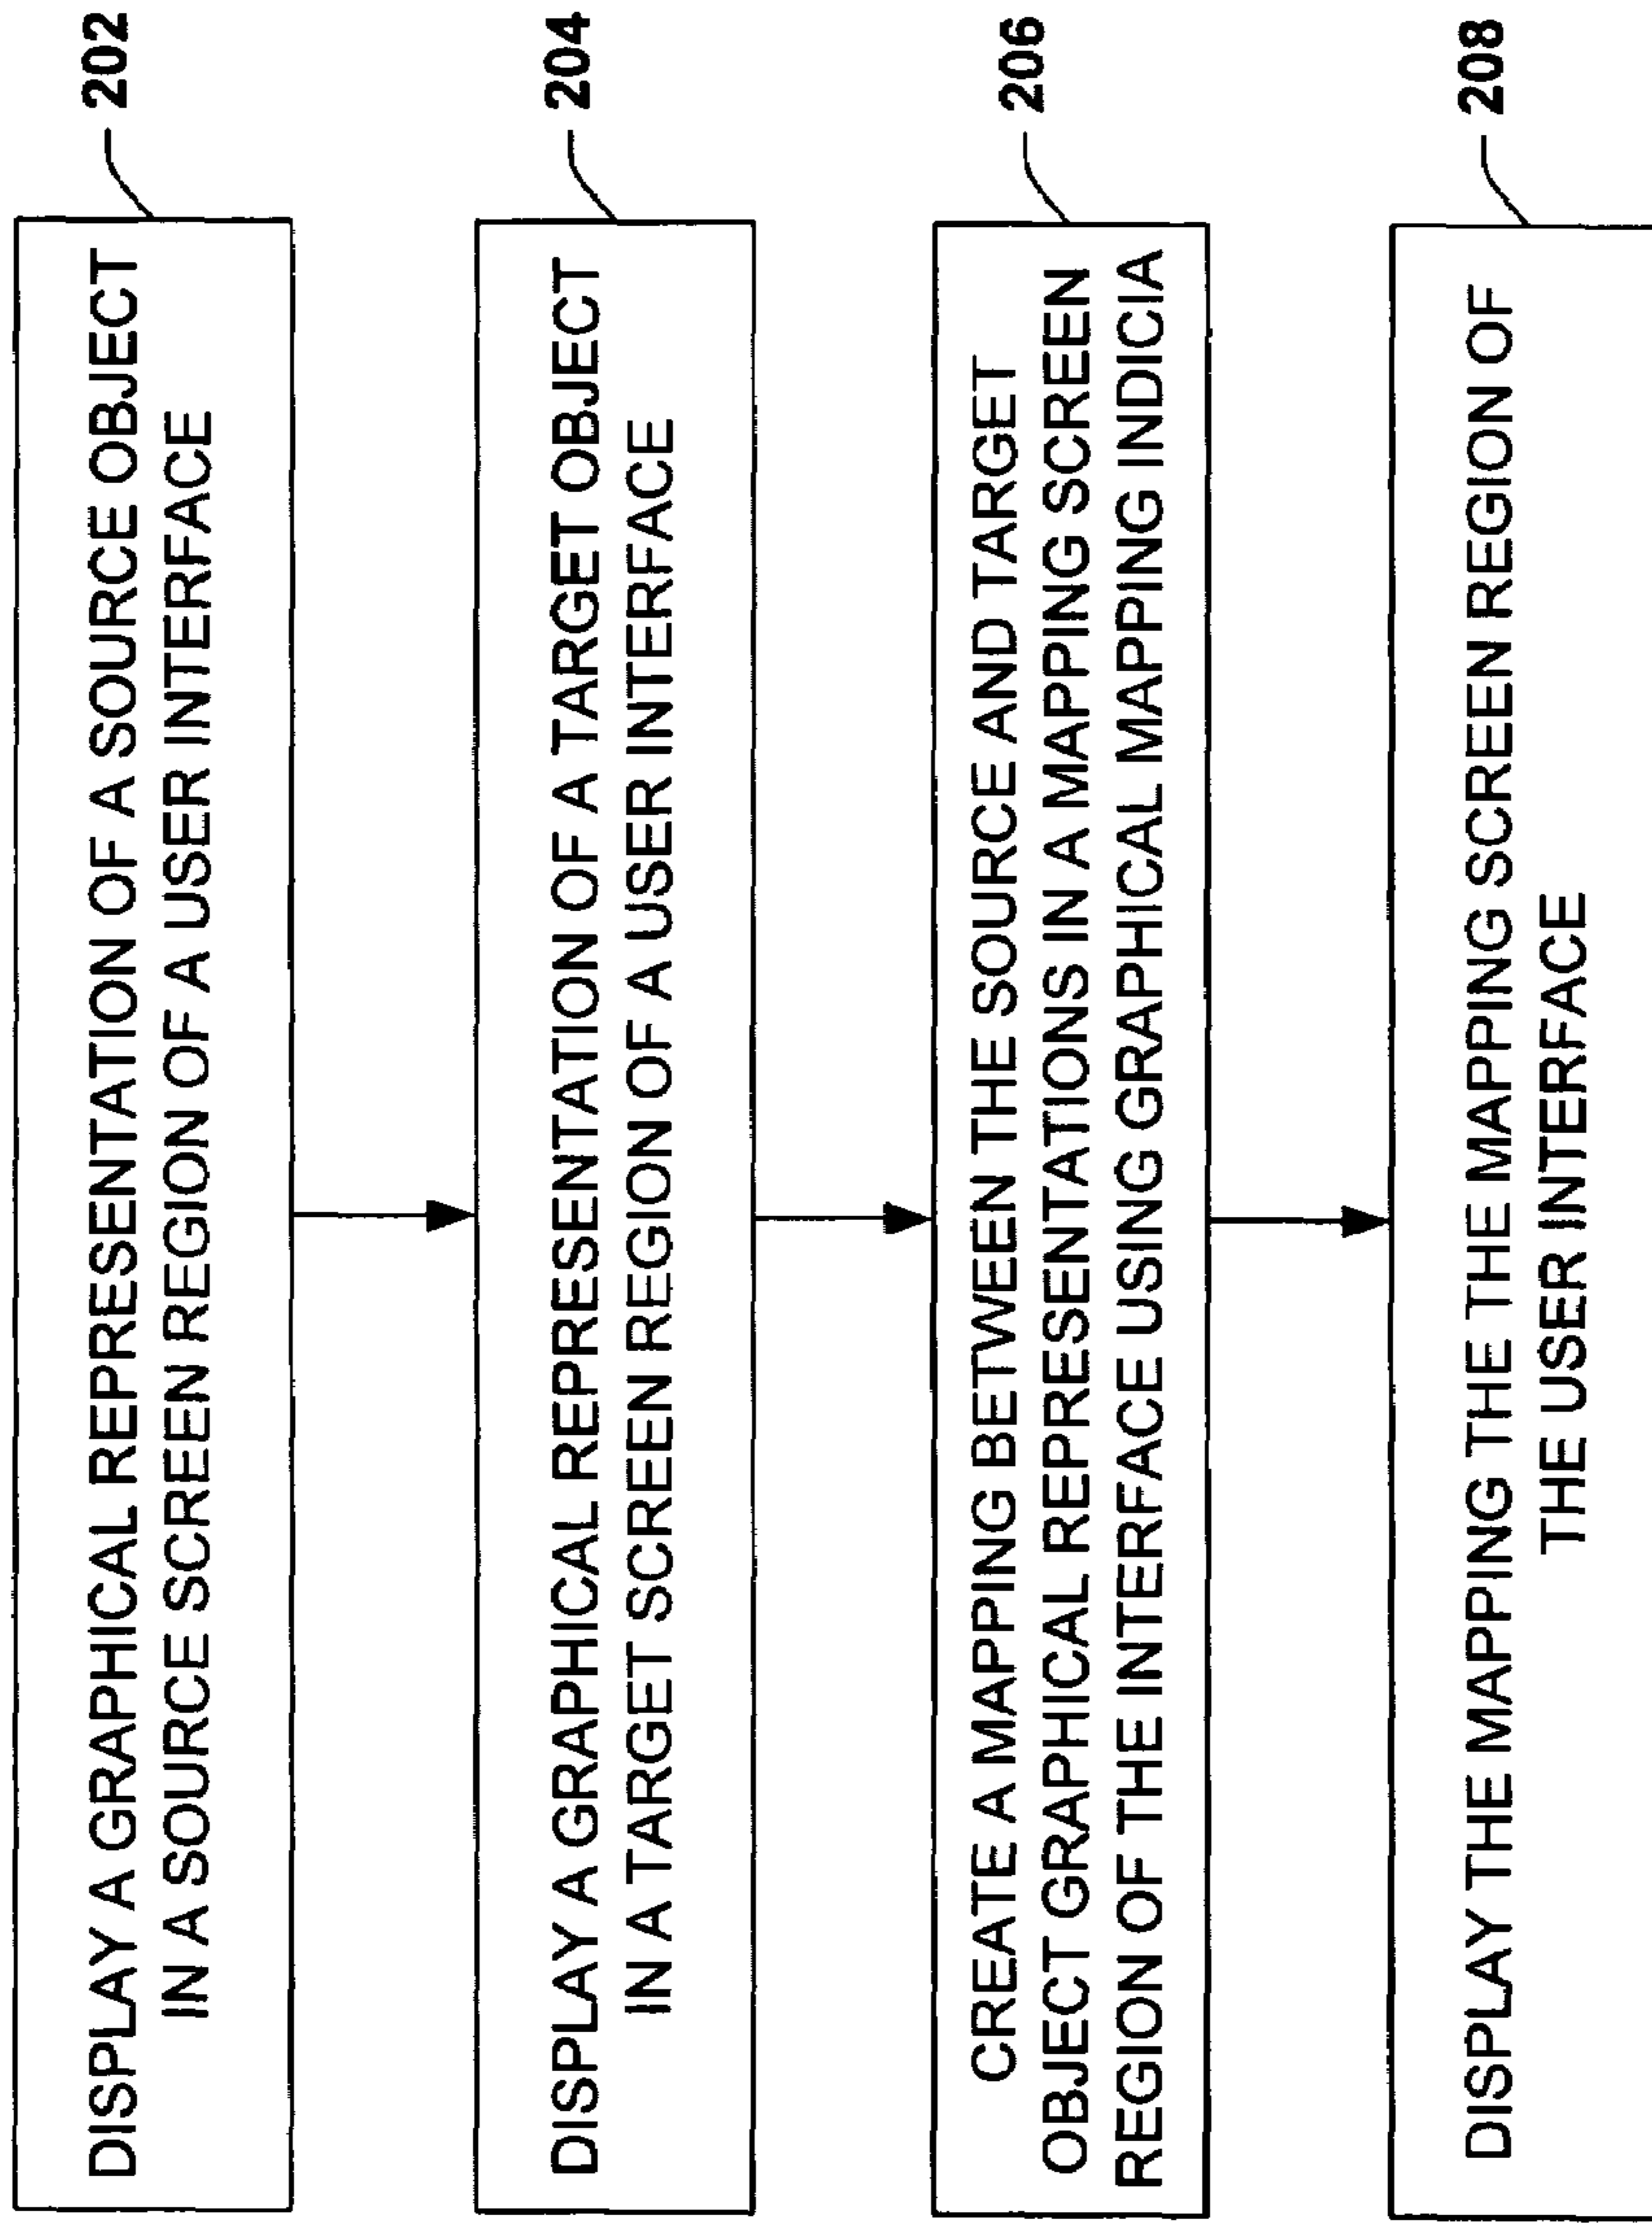 DISPLAY A GRAPHICAL REPRESENTATION OF A SOURCE OBJECT
IN A SOURCE SCREEN REGION OF A USER INTERFACE
202
DISPLAY A GRAPHICAL REPRESENTATION OF A TARGET OBJECT
IN A TARGET SCREEN REGION OF A USER INTERFACE
204
CREATE A MAPPING BETWEEN THE SOURCE AND TARGET
OBJECT GRAPHICAL REPRESENTATIONS IN A MAPPING SCREEN
REGION OF THE INTERFACE USING GRAPHICAL MAPPING INDICIA
206
DISPLAY THE MAPPING THE THE MAPPING SCREEN REGION OF
THE USER INTERFACE
208